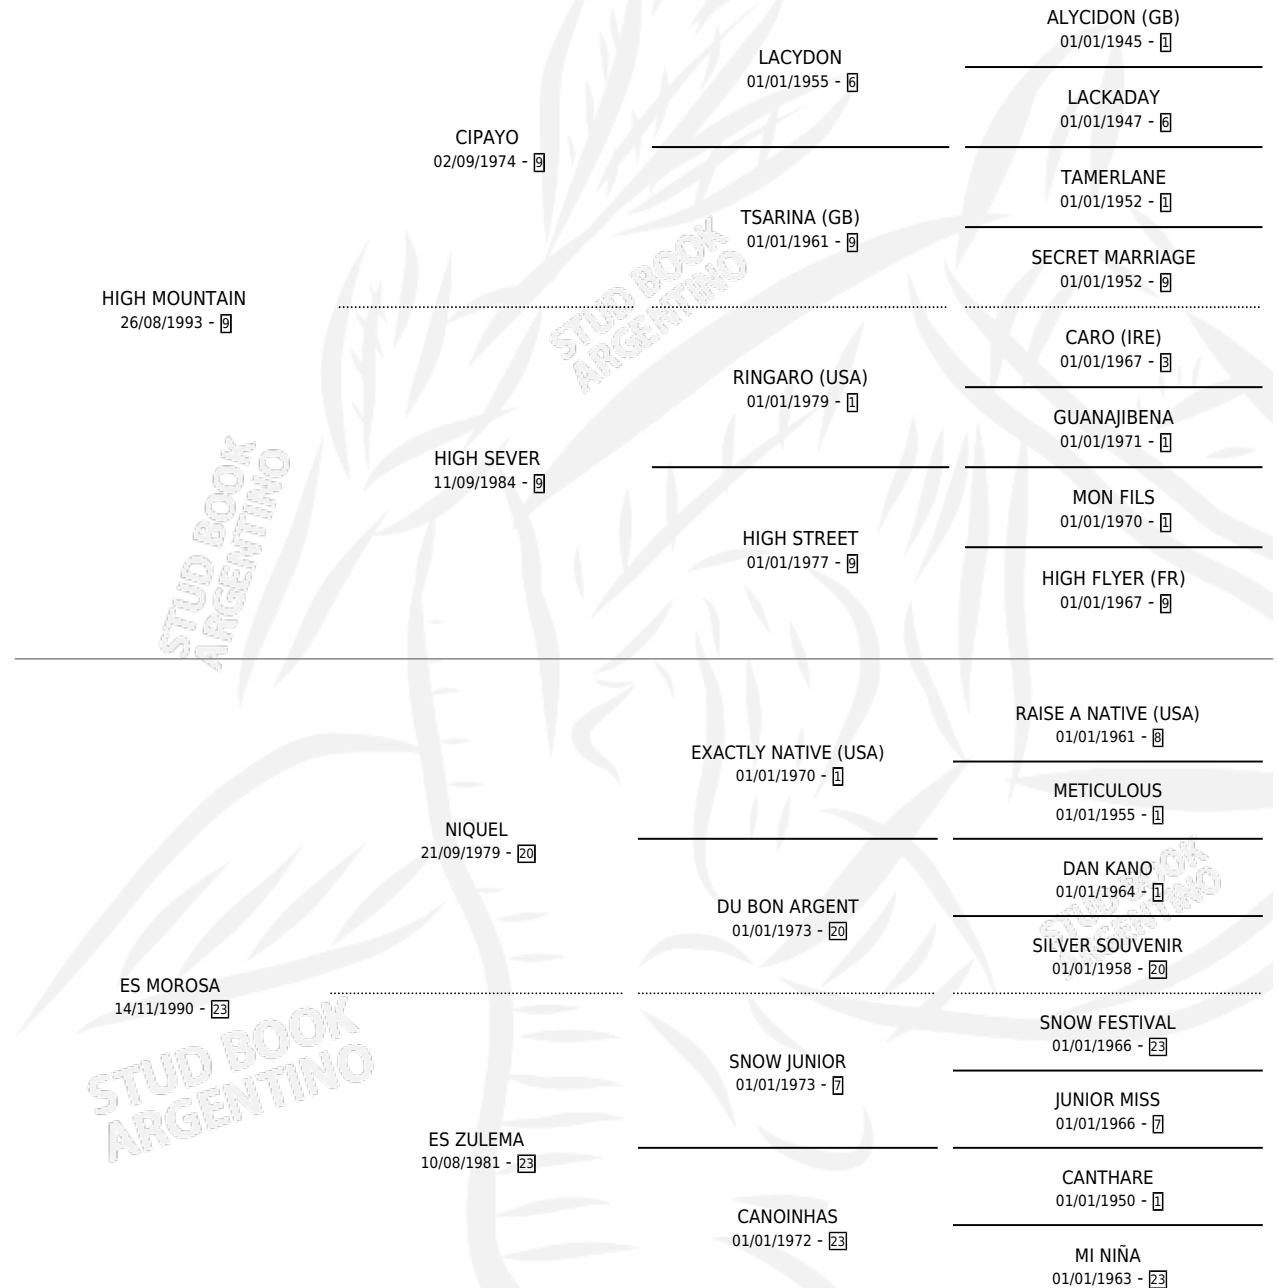 ALYCIDON (GB)
01/01/1945 - 1
LACYDON
01/01/1955 - 6
LACKADAY
01/01/1947 - 6
CIPAYO
02/09/1974 - 9
TAMERLANE
01/01/1952 - 1
TSARINA (GB)
01/01/1961 - 9
SECRET MARRIAGE
01/01/1952 - 9
STUD BOOK
ARGENTINO
HIGH MOUNTAIN
26/08/1993 - 9
CARO (IRE)
01/01/1967 - 3
RINGARO (USA)
01/01/1979 - 1
GUANAJIBENA
01/01/1971 - 1
HIGH SEVER
11/09/1984 - 9
MON FILS
01/01/1970 - 1
HIGH STREET
01/01/1977 - 9
HIGH FLYER (FR)
01/01/1967 - 9
STUD BOOK
ARGENTINO
RAISE A NATIVE (USA)
01/01/1961 - 8
EXACTLY NATIVE (USA)
01/01/1970 - 1
METICULOUS
01/01/1955 - 1
NIQUEL
21/09/1979 - 20
DAN KANO
01/01/1964 - 1
DU BON ARGENT
01/01/1973 - 20
SILVER SOUVENIR
01/01/1958 - 20
STUD BOOK
ARGENTINO
ES MOROSA
14/11/1990 - 23
SNOW FESTIVAL
01/01/1966 - 23
SNOW JUNIOR
01/01/1973 - 7
JUNIOR MISS
01/01/1966 - 7
STUD BOOK
ARGENTINO
ES ZULEMA
10/08/1981 - 23
CANTHARE
01/01/1950 - 1
CANOINHAS
01/01/1972 - 23
MI NIÑA
01/01/1963 - 23